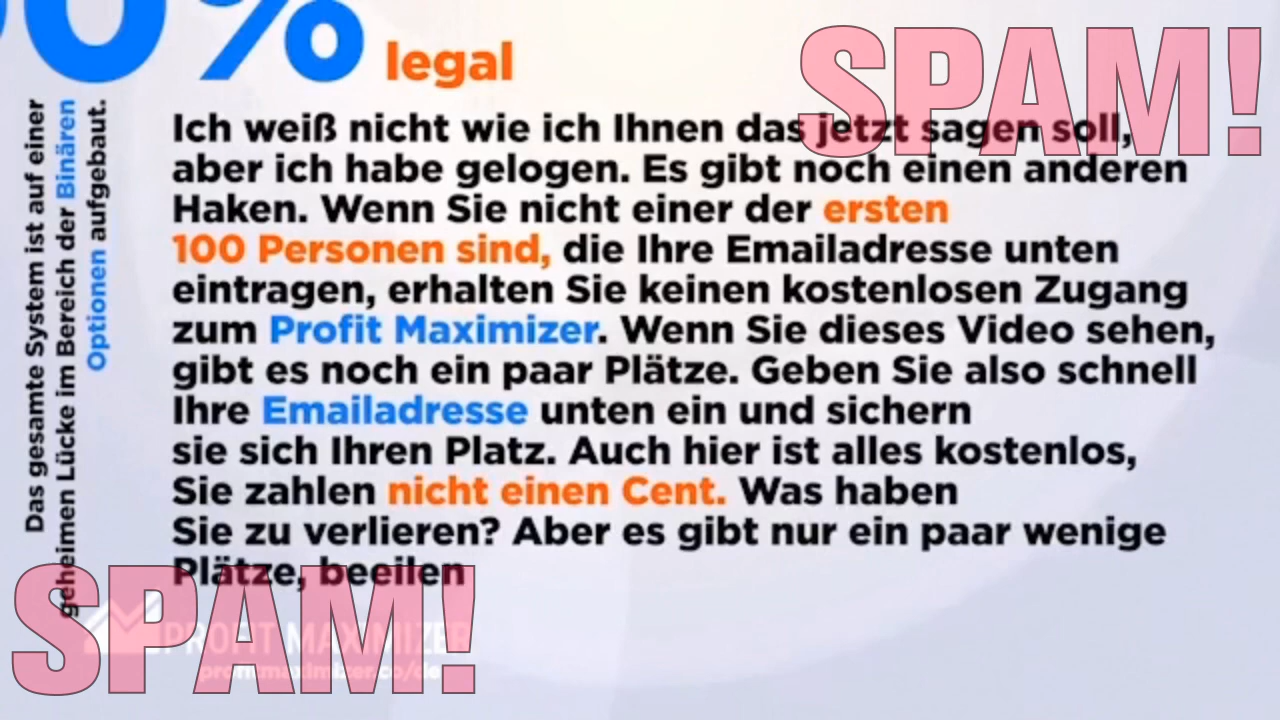 0% legal
SPAM!
Das gesamte System ist auf einer
geheimen Lücke im Bereich der Binären
Optionen aufgebaut.
Ich weiß nicht wie ich Ihnen das jetzt sagen soll,
aber ich habe gelogen. Es gibt noch einen anderen
Haken. Wenn Sie nicht einer der ersten
100 Personen sind, die Ihre Emailadresse unten
eintragen, erhalten Sie keinen kostenlosen Zugang
zum Profit Maximizer. Wenn Sie dieses Video sehen,
gibt es noch ein paar Plätze. Geben Sie also schnell
Ihre Emailadresse unten ein und sichern
sie sich Ihren Platz. Auch hier ist alles kostenlos,
Sie zahlen nicht einen Cent. Was haben
Sie zu verlieren? Aber es gibt nur ein paar wenige
Plätze, beeilen
SPAM!
PROFIT MAXIMIZER
profitmaximizer.co/de